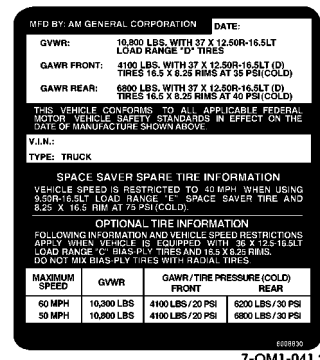 MFD BY: AM GENERAL CORPORATION DATE:
GVWR: 10,800 LBS. WITH 37 X 12.50R-16.5LT
LOAD RANGE "D" TIRES
GAWR FRONT: 4100 LBS. WITH 37 X 12.50R-16.5LT (D)
TIRES 16.5 X 8.25 RIMS AT 35 PSI(COLD)
GAWR REAR: 6800 LBS. WITH 37 X 12.50R-16.5LT (D)
TIRES 16.5 X 8.25 RIMS AT 40 PSI(COLD)
THIS VEHICLE CONFORMS TO ALL APPLICABLE FEDERAL
MOTOR VEHICLE SAFETY STANDARDS IN EFFECT ON THE
DATE OF MANUFACTURE SHOWN ABOVE.
V.I.N.:
TYPE: TRUCK
SPACE SAVER SPARE TIRE INFORMATION
VEHICLE SPEED IS RESTRICTED TO 40 MPH WHEN USING
9.50R-16.5LT LOAD RANGE "E" SPACE SAVER TIRE AND
8.25 X 16.5 RIM AT 75 PSI(COLD).
OPTIONAL TIRE INFORMATION
FOLLOWING INFORMATION AND VEHICLE SPEED RESTRICTIONS
APPLY WHEN VEHICLE IS EQUIPPED WITH 36 X 12.5-16.5LT
LOAD RANGE "C" BIAS-PLY TIRES AND 16.5 X 8.25 RIMS.
DO NOT MIX BIAS-PLY TIRES WITH RADIAL TIRES.
MAXIMUM SPEED GVWR GAWR/TIRE PRESSURE (COLD)
FRONT REAR
60 MPH 10,300 LBS 4100 LBS/20 PSI 6200 LBS/30 PSI
50 MPH 10,800 LBS 4100 LBS/20 PSI 6800 LBS/30 PSI